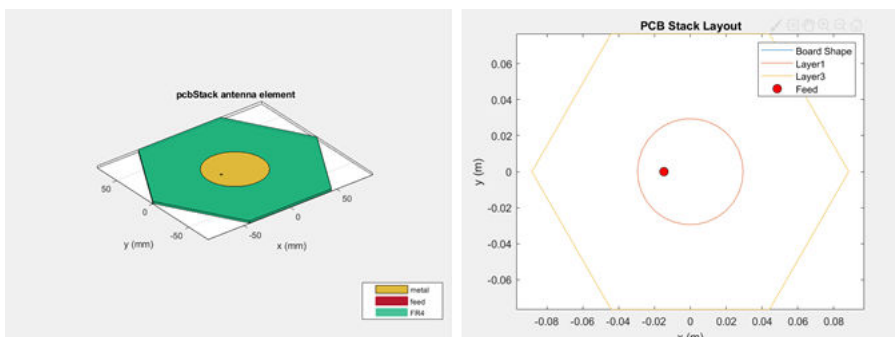 pcbStack antenna element
50
0
-50
y (mm)
50
0
-50
x (mm)
metal
feed
FR4
PCB Stack Layout
Board Shape
Layer1
Layer3
Feed
y (m)
0.06
0.04
0.02
0
-0.02
-0.04
-0.06
-0.08 -0.06 -0.04 -0.02 0 0.02 0.04 0.06 0.08
x (m)